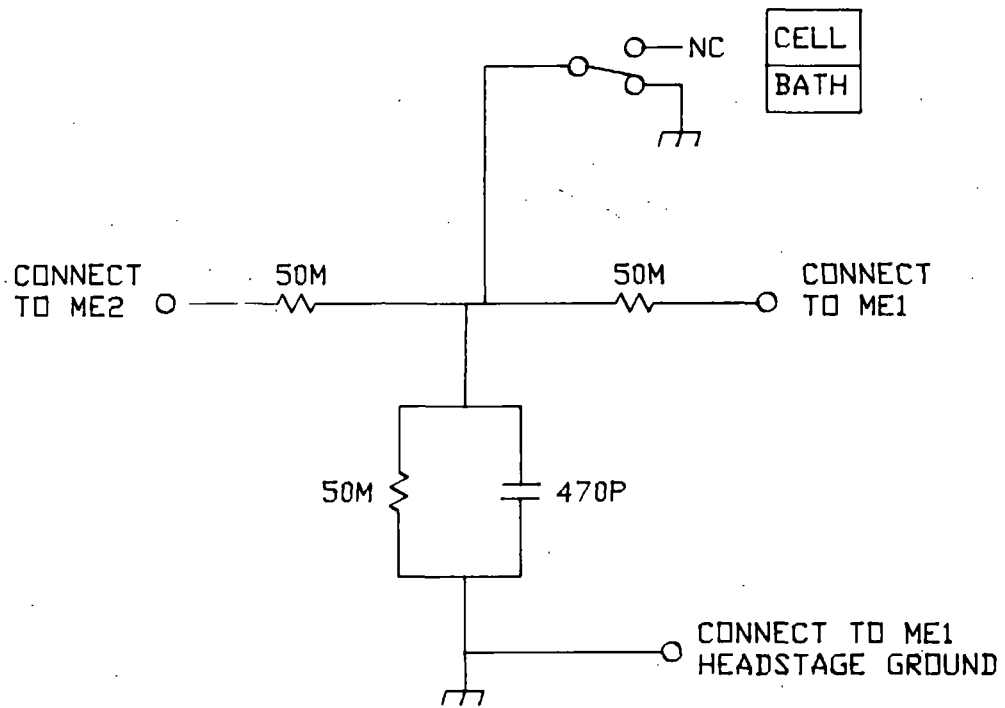 NC
CELL
BATH
CONNECT
TO ME2
50M
50M
CONNECT
TO ME1
50M
470P
CONNECT TO ME1
HEADSTAGE GROUND